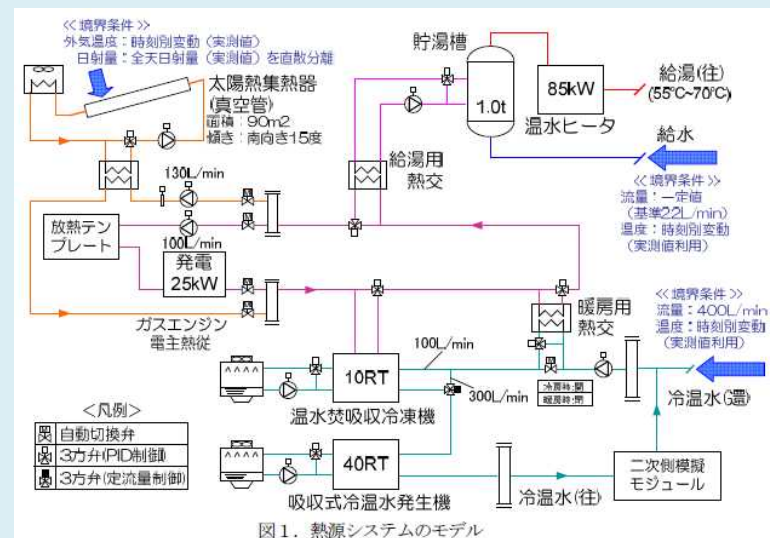 ≪境界条件≫
外気温度：時刻別変動（実測値）
日射量：全天日射量（実測値）を直散分離
太陽熱集熱器
(真空管)
面積：90m2
傾き：南向き15度
貯湯槽
1.0t
85kW
温水ヒータ
給湯(往)
(55℃~70℃)
給水
≪境界条件≫
流量：一定値
（基準22L/min）
温度：時刻別変動
（実測値利用）
給湯用
熱交
130L/min
100L/min
放熱テン
プレート
発電
25kW
ガスエンジン
電主熱従
暖房用
熱交
≪境界条件≫
流量：400L/min
温度：時刻別変動
（実測値利用）
100L/min
300L/min
10RT
温水焚吸収冷凍機
冷房時:開
暖房時:閉
冷温水(還)
<凡例>
自動切換弁
3方弁(PID制御)
3方弁(定流量制御)
40RT
吸収式冷温水発生機
冷温水(往)
二次側模擬
モジュール
図1．熱源システムのモデル